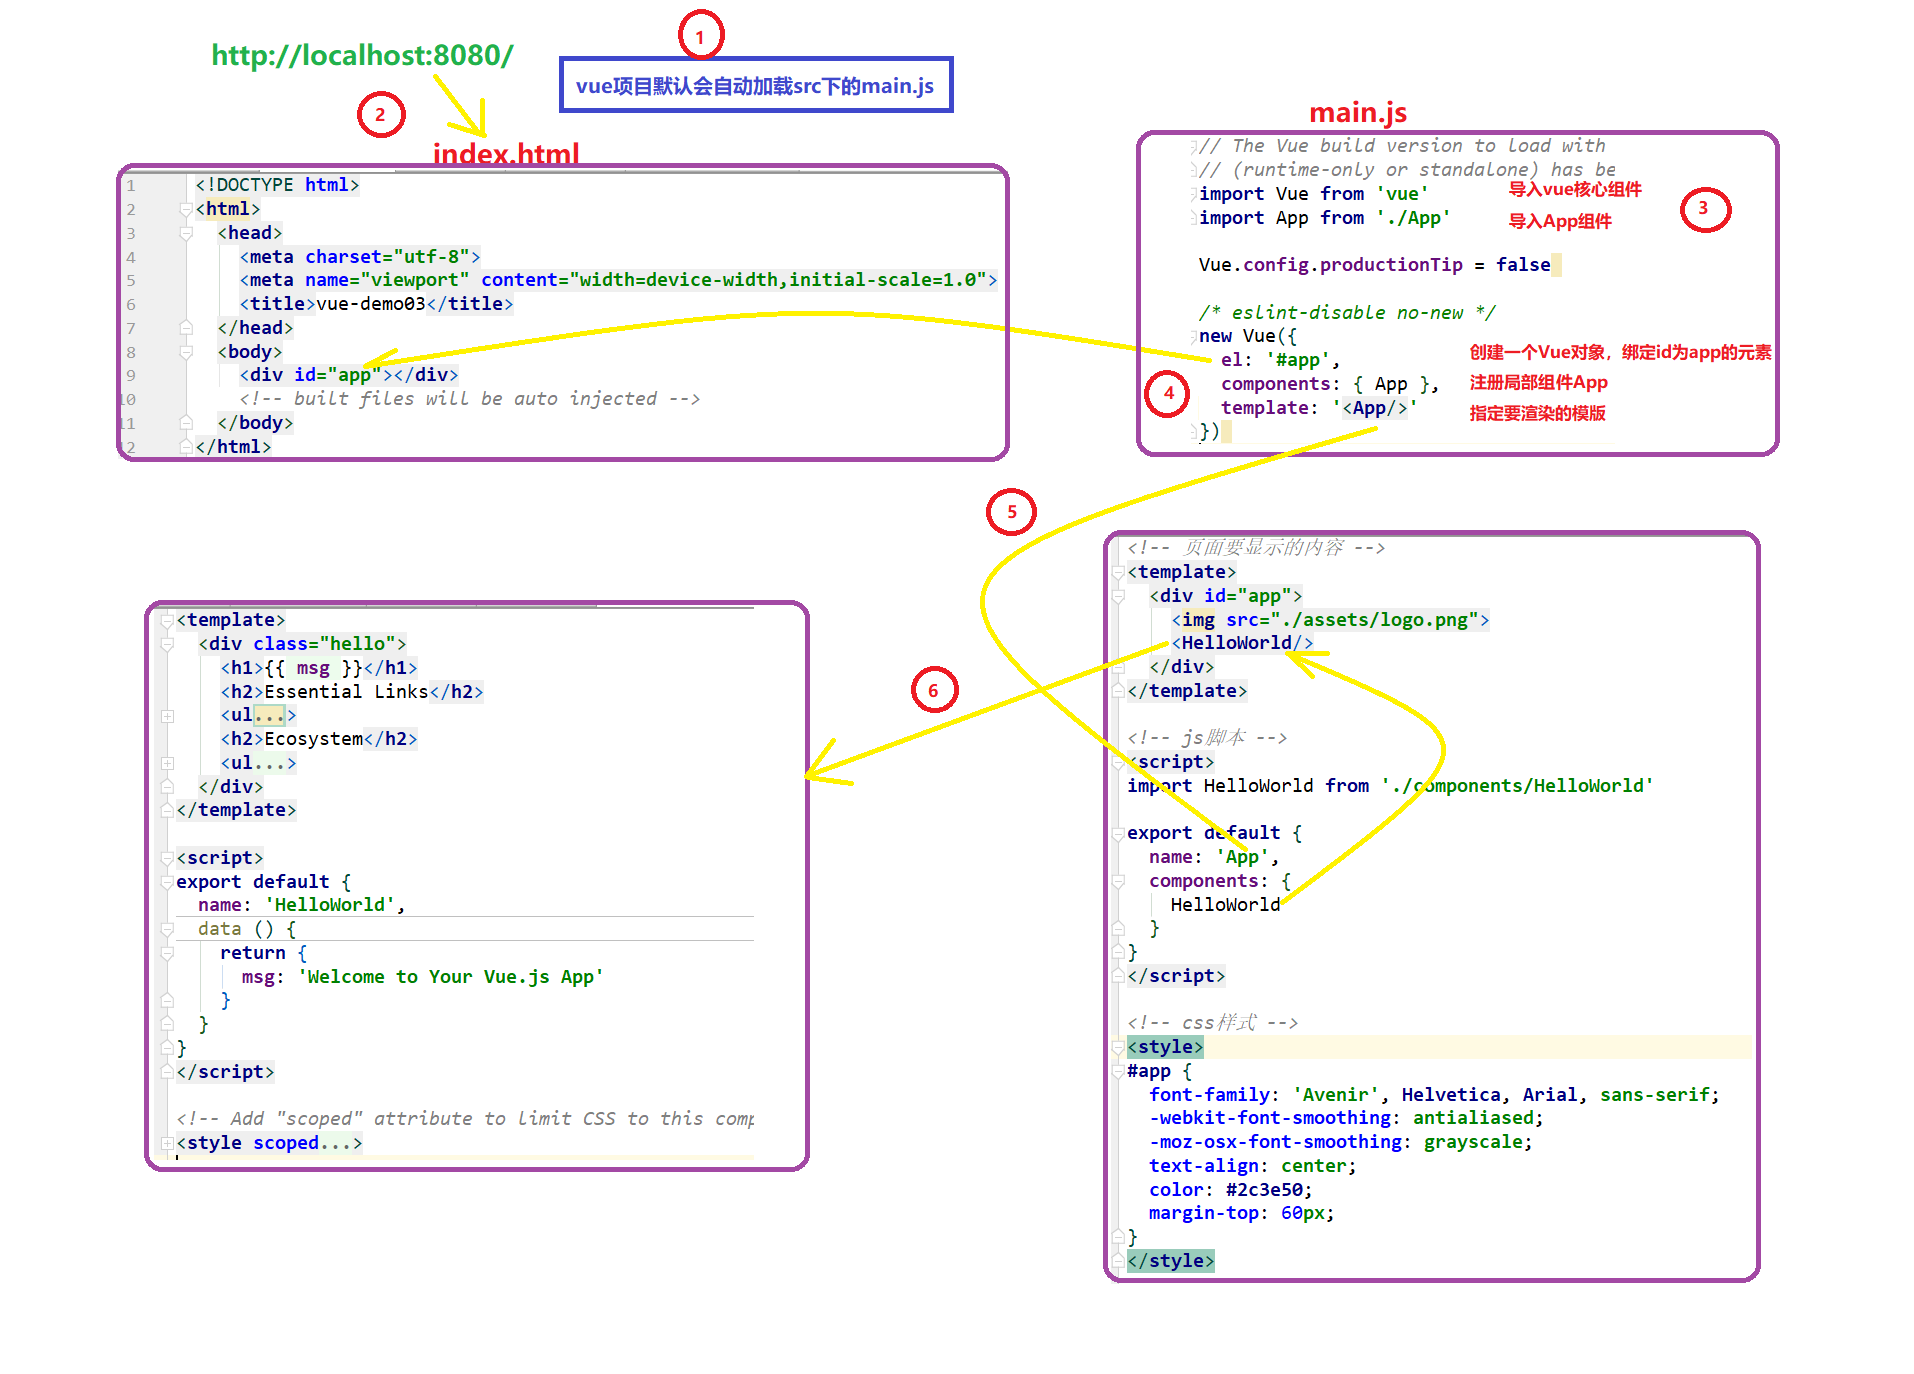 http://localhost:8080/
1
vue项目默认会自动加载src下的main.js
2
index.html
1 <!DOCTYPE html>
2 <html>
3 <head>
4 <meta charset="utf-8">
5 <meta name="viewport" content="width=device-width,initial-scale=1.0">
6 <title>vue-demo03</title>
7 </head>
8 <body>
9 <div id="app"></div>
10 <!-- built files will be auto injected -->
11 </body>
12 </html>
main.js
// The Vue build version to load with
// (runtime-only or standalone) has be
import Vue from 'vue' 导入vue核心组件
import App from './App' 导入App组件
3
Vue.config.productionTip = false
/* eslint-disable no-new */
new Vue({
el: '#app', 创建一个Vue对象，绑定id为app的元素
components: { App }, 注册局部组件App
4
template: '<App/>' 指定要渲染的模版
})
5
<!-- 页面要显示的内容 -->
<template>
<div id="app">
<img src="./assets/logo.png">
<HelloWorld/>
</div>
</template>
<!-- js脚本 -->
<script>
import HelloWorld from './components/HelloWorld'
export default {
name: 'App',
components: {
HelloWorld
}
}
</script>
<!-- css样式 -->
<style>
#app {
font-family: 'Avenir', Helvetica, Arial, sans-serif;
-webkit-font-smoothing: antialiased;
-moz-osx-font-smoothing: grayscale;
text-align: center;
color: #2c3e50;
margin-top: 60px;
}
</style>
6
<template>
<div class="hello">
<h1>{{ msg }}</h1>
<h2>Essential Links</h2>
<ul...>
<h2>Ecosystem</h2>
<ul...>
</div>
</template>
<script>
export default {
name: 'HelloWorld',
data () {
return {
msg: 'Welcome to Your Vue.js App'
}
}
}
</script>
<!-- Add "scoped" attribute to limit CSS to this comp
<style scoped...>